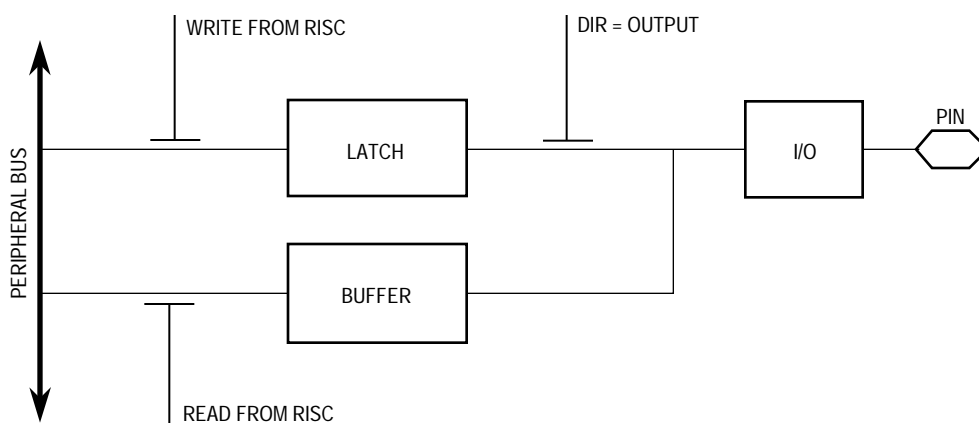 WRITE FROM RISC
DIR = OUTPUT
PERIPHERAL BUS
LATCH
I/O
PIN
BUFFER
READ FROM RISC